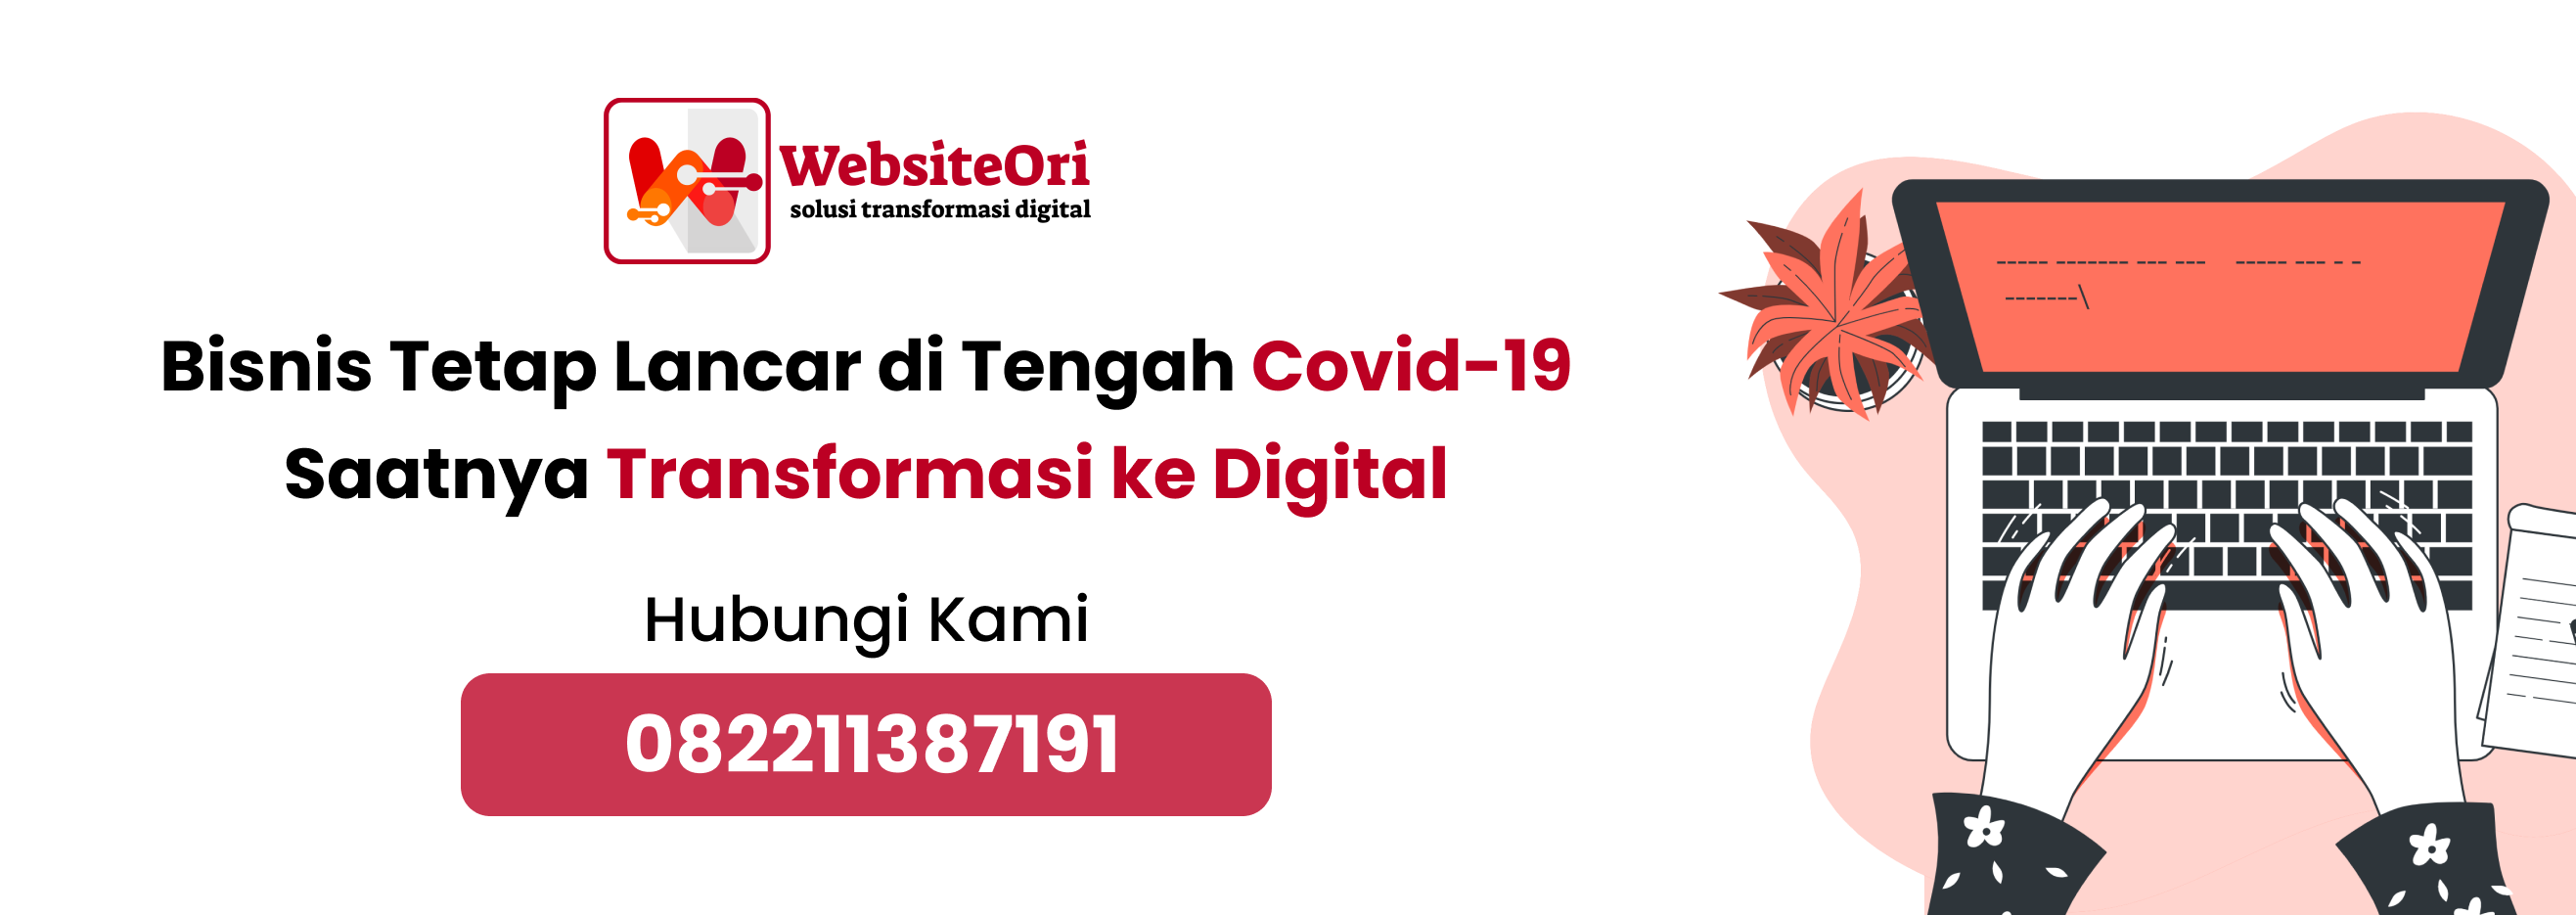 WebsiteOri
solusi transformasi digital
Bisnis Tetap Lancar di Tengah Covid-19
Saatnya Transformasi ke Digital
Hubungi Kami
082211387191